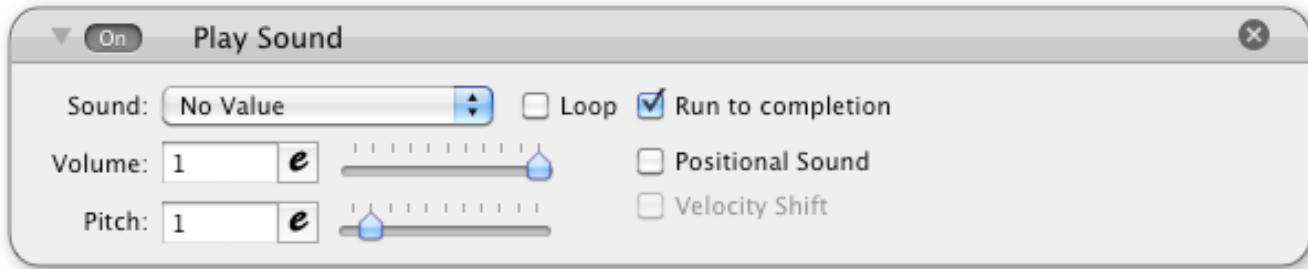 On Play Sound
Sound: No Value Loop Run to completion
Volume: 1 e Positional Sound
Velocity Shift
Pitch: 1 e